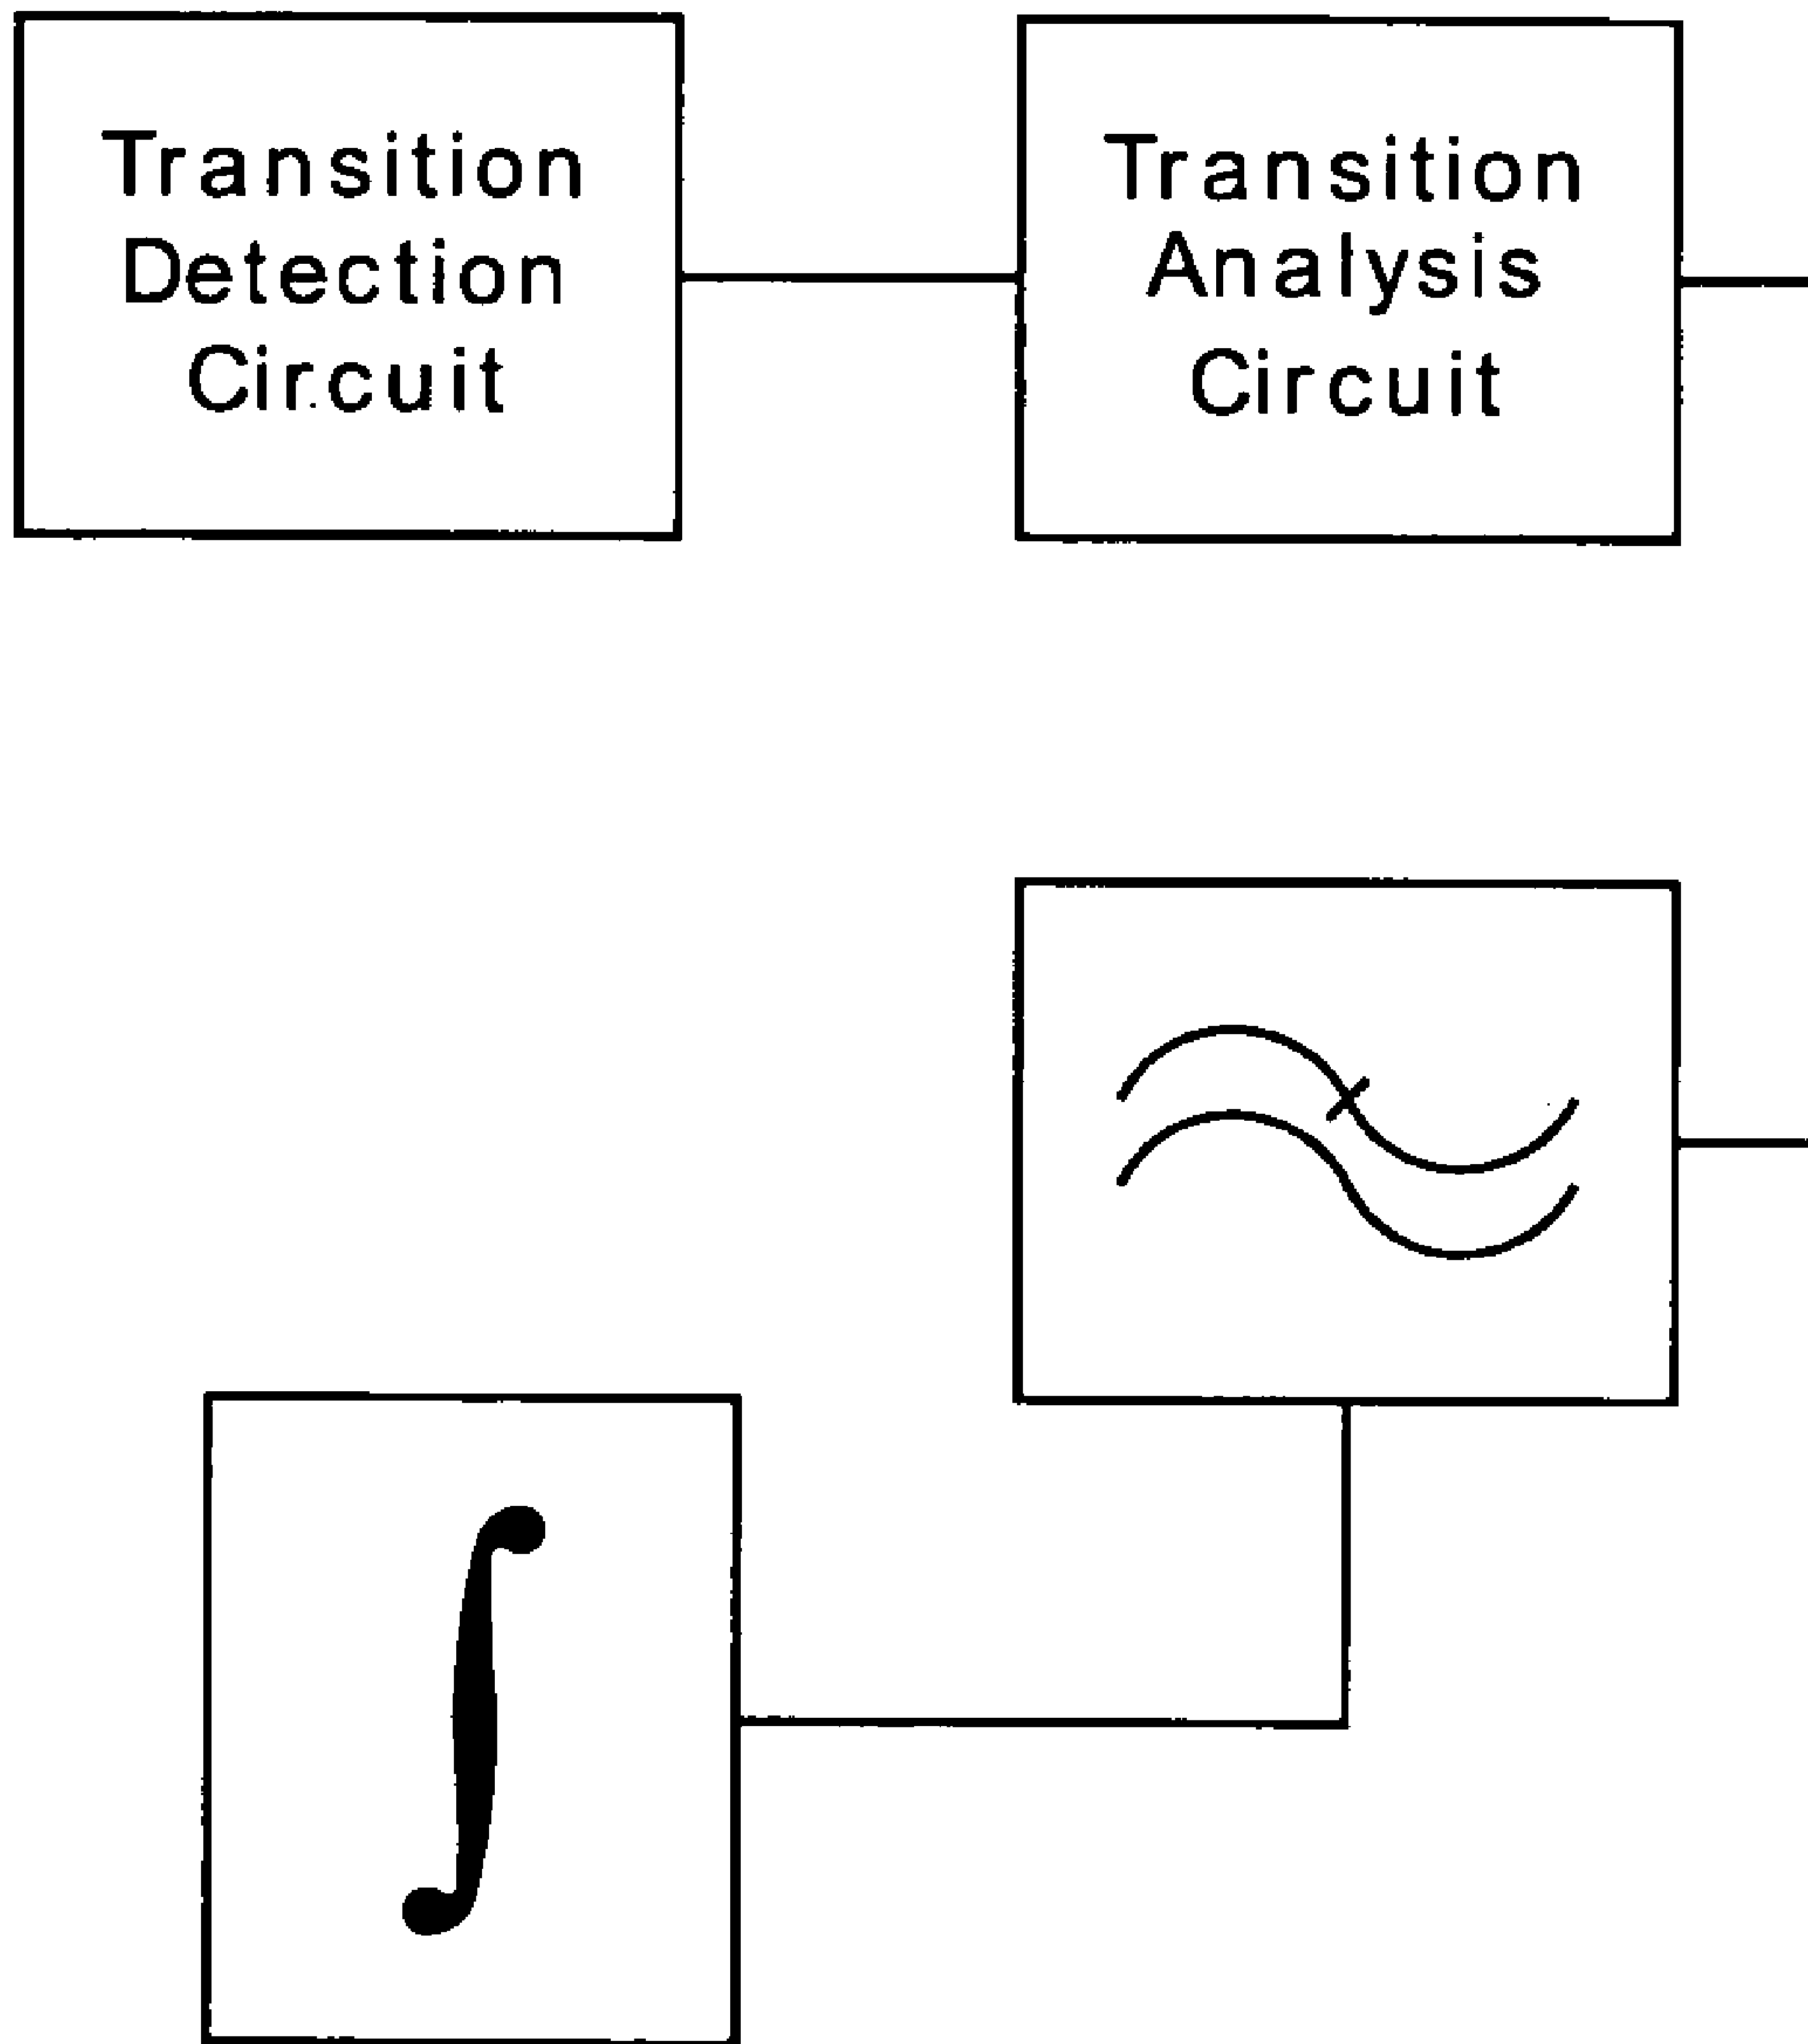 Transition
Detection
Circuit
Transition
Analysis
Circuit
∫